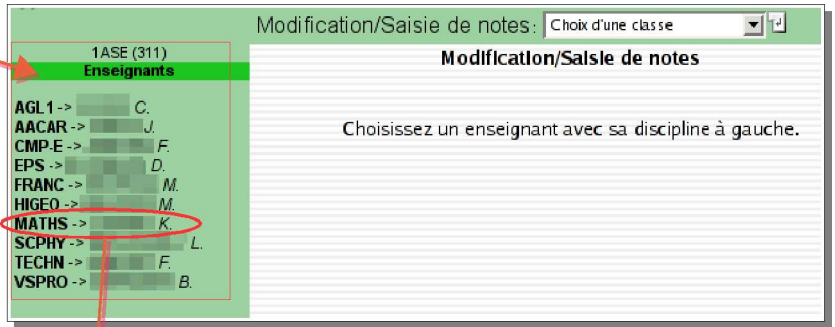 Modification/Saisie de notes: Choix d'une classe
1ASE (311)
Enseignants
AGL1 -> C.
AACAR -> J.
CMP-E -> F.
EPS -> D.
FRANC -> M.
HIGEO -> M.
MATHS -> K.
SCPHY -> L.
TECHN -> F.
VSPRO -> B.
Modification/Saisie de notes
Choisissez un enseignant avec sa discipline à gauche.